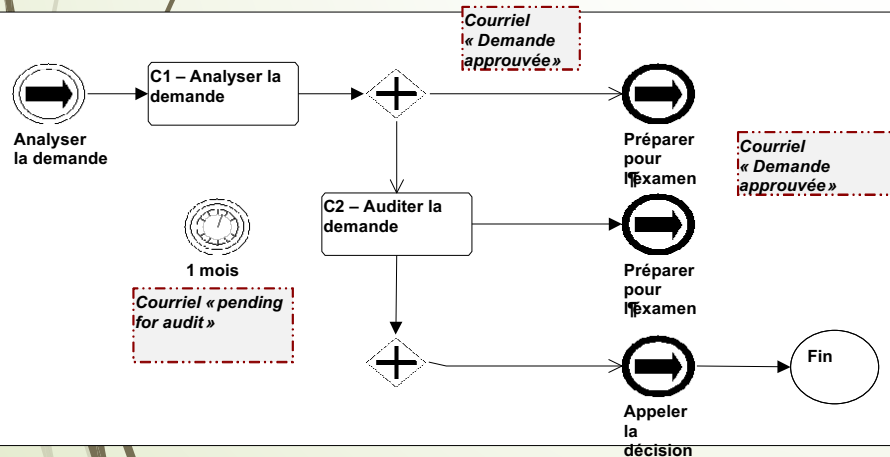 Courriel
« Demande
approuvée»
C1 – Analyser la
demande
Analyser
la demande
Préparer
pour
l'examen
Courriel
« Demande
approuvée»
C2 – Auditer la
demande
1 mois
Courriel « pending
for audit »
Préparer
pour
l'examen
Fin
Appeler
la
décision